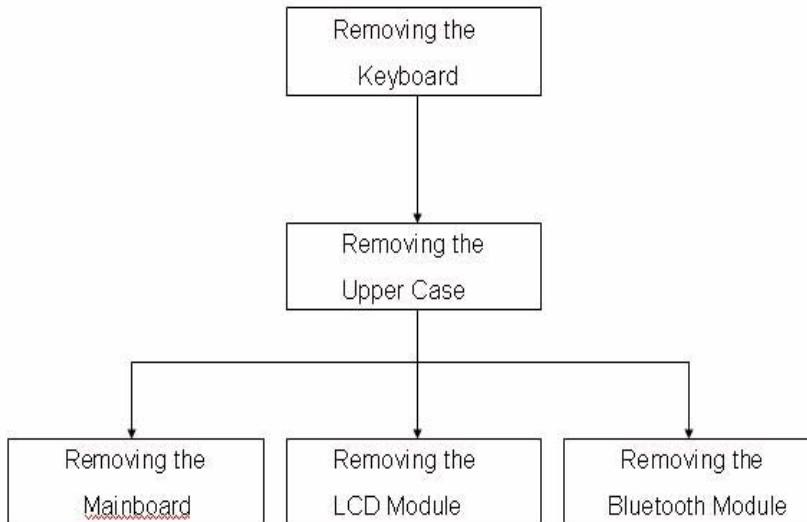 Removing the
Keyboard
Removing the
Upper Case
Removing the
Mainboard
Removing the
LCD Module
Removing the
Bluetooth Module